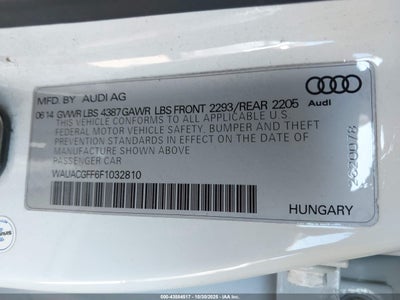 MFD. BY AUDI AG
06 14 GVWR LBS 4387 GAWR LBS FRONT 2293/REAR 2205
THIS VEHICLE CONFORMS TO ALL APPLICABLE U S
FEDERAL MOTOR VEHICLE SAFETY, BUMPER AND THEFT
PREVENTION STANDARDS IN EFFECT ON THE DATE OF
MANUFACTURE SHOWN ABOVE
PASSENGER CAR
WAUACGFF6F1032810
Audi
HUNGARY